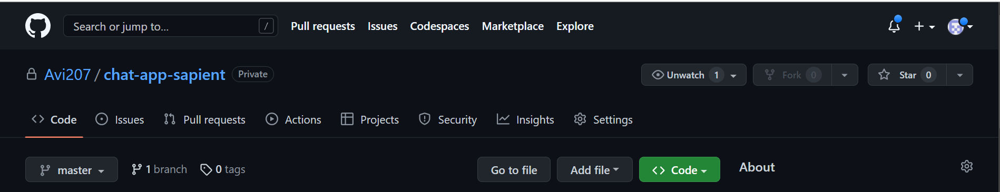 Search or jump to... / Pull requests Issues Codespaces Marketplace Explore
Avi207 / chat-app-sapient Private Unwatch 1 Fork 0 Star 0
Code Issues Pull requests Actions Projects Security Insights Settings
master 1 branch 0 tags Go to file Add file Code About